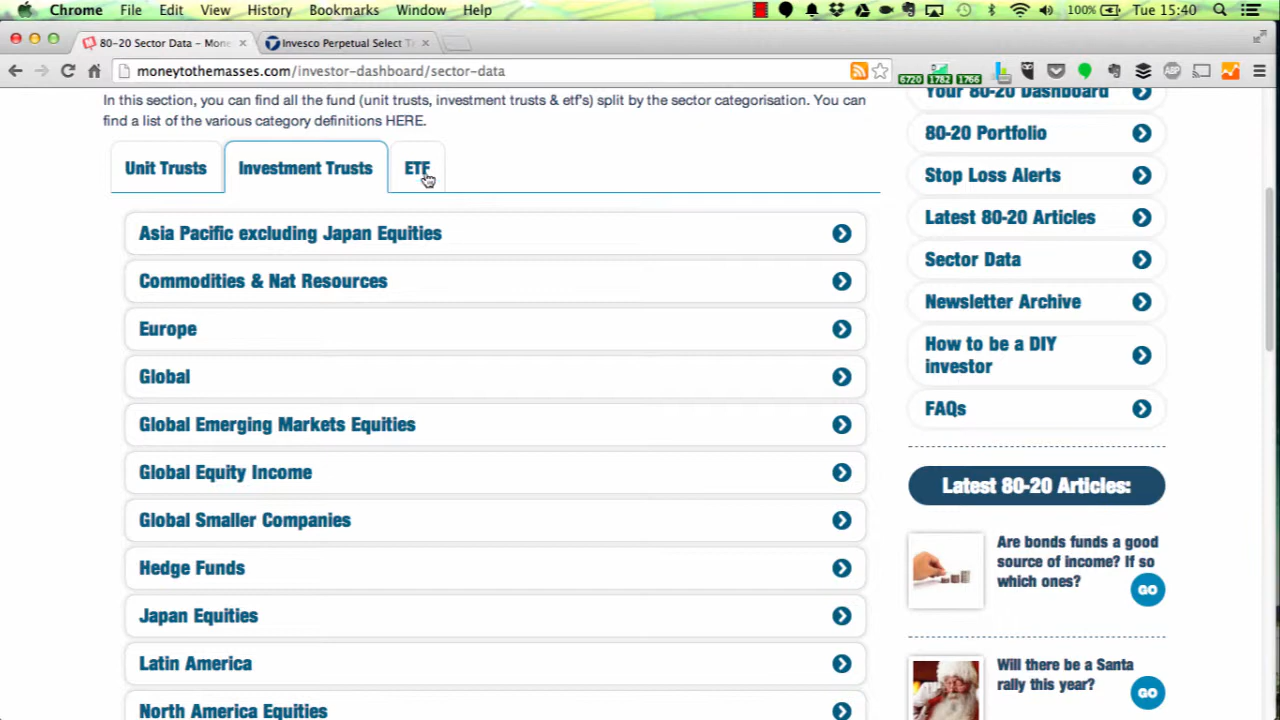 Chrome File Edit View History Bookmarks Window Help 100% Tue 15:40
80-20 Sector Data – Mone Invesco Perpetual Select T
moneytothemasses.com/investor-dashboard/sector-data
6720 1782 1766
ABP
In this section, you can find all the fund (unit trusts, investment trusts & etf's) split by the sector categorisation. You can
find a list of the various category definitions HERE.
Unit Trusts Investment Trusts ETF
Asia Pacific excluding Japan Equities
Commodities & Nat Resources
Europe
Global
Global Emerging Markets Equities
Global Equity Income
Global Smaller Companies
Hedge Funds
Japan Equities
Latin America
North America Equities
Your 80-20 Dashboard
80-20 Portfolio
Stop Loss Alerts
Latest 80-20 Articles
Sector Data
Newsletter Archive
How to be a DIY
investor
FAQs
Latest 80-20 Articles:
Are bonds funds a good
source of income? If so
which ones?
GO
Will there be a Santa
rally this year?
GO